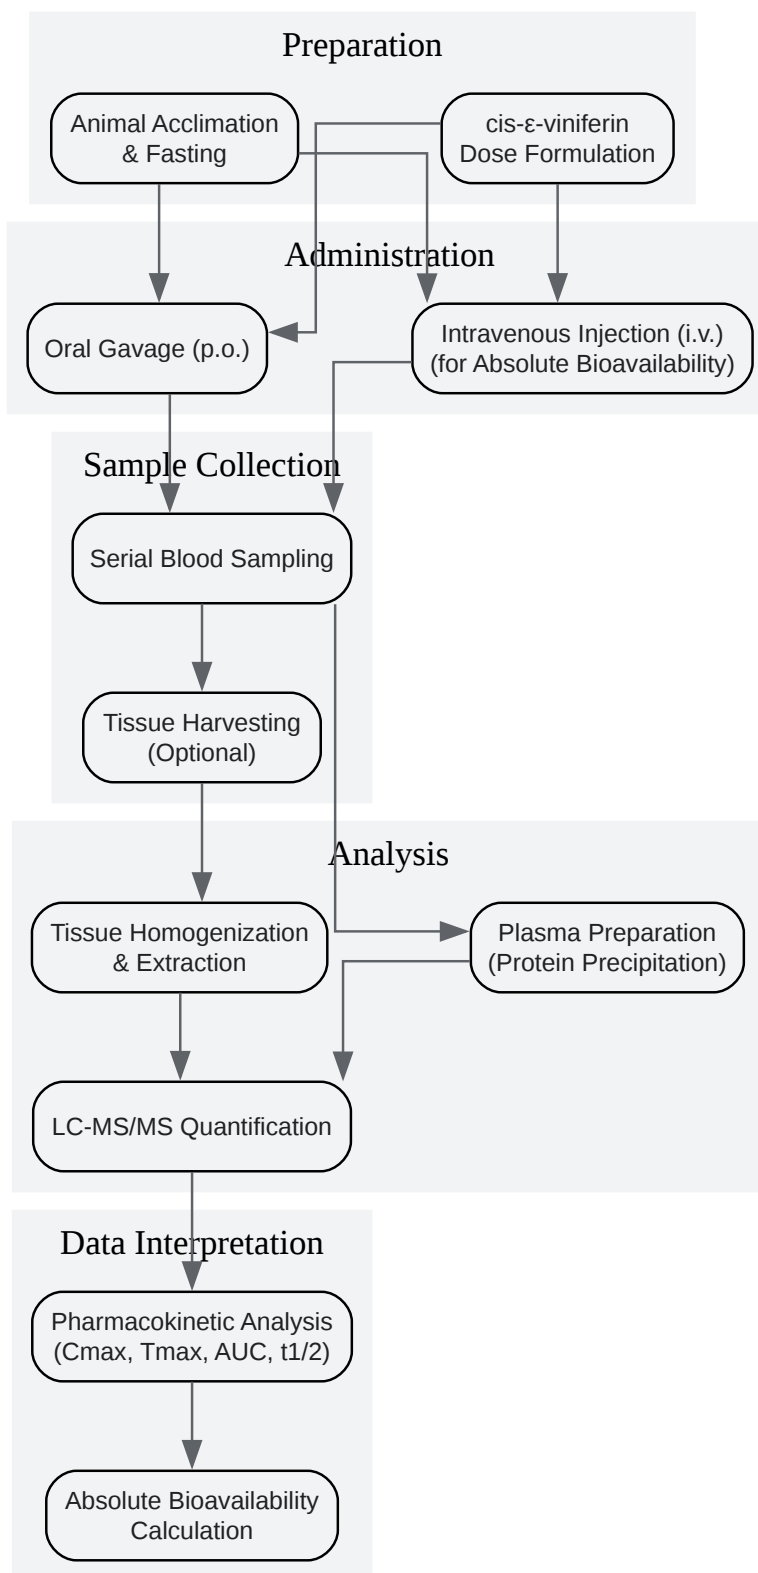 Preparation
Animal Acclimation
& Fasting
cis-ε-viniferin
Dose Formulation
Administration
Oral Gavage (p.o.)
Intravenous Injection (i.v.)
(for Absolute Bioavailability)
Sample Collection
Serial Blood Sampling
Tissue Harvesting
(Optional)
Analysis
Tissue Homogenization
& Extraction
Plasma Preparation
(Protein Precipitation)
LC-MS/MS Quantification
Data Interpretation
Pharmacokinetic Analysis
(Cmax, Tmax, AUC, t1/2)
Absolute Bioavailability
Calculation